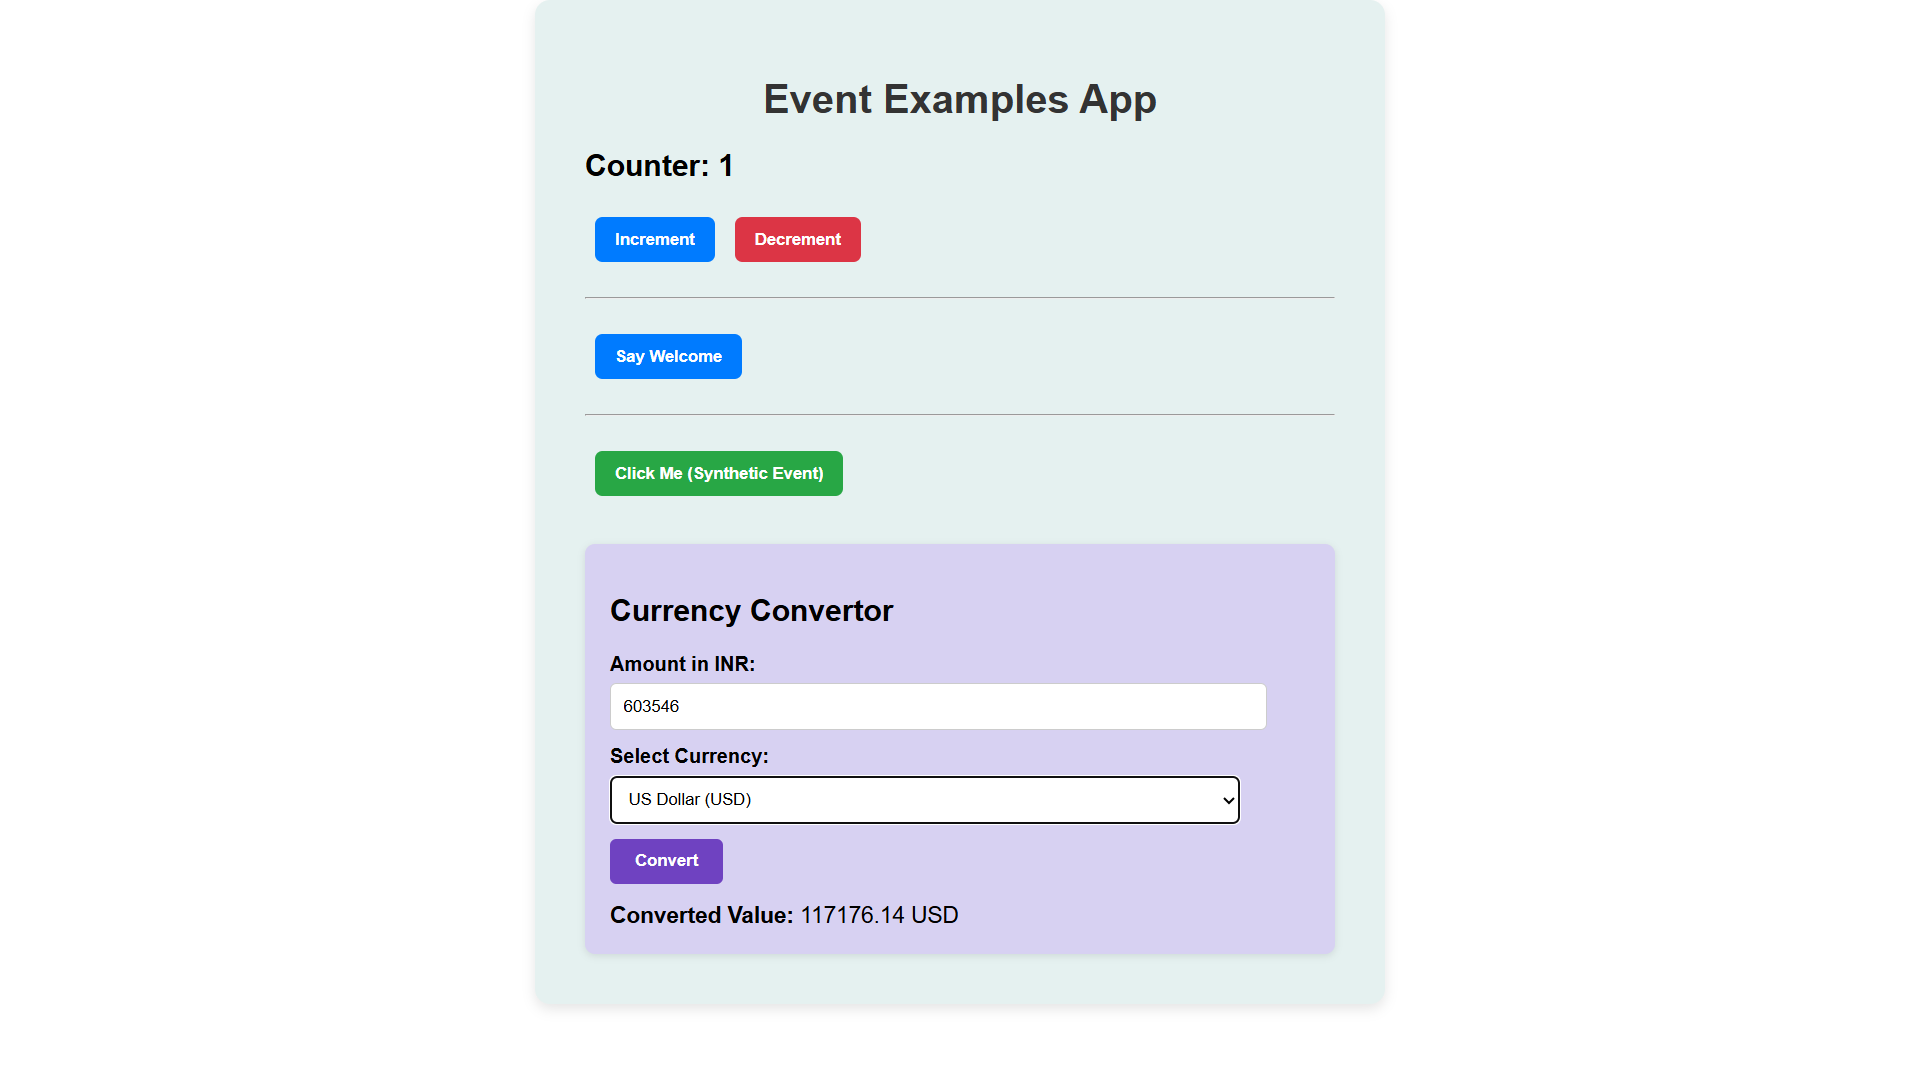 Event Examples App
Counter: 1
Increment Decrement
Say Welcome
Click Me (Synthetic Event)
Currency Convertor
Amount in INR:
603546
Select Currency:
US Dollar (USD)
Convert
Converted Value: 117176.14 USD